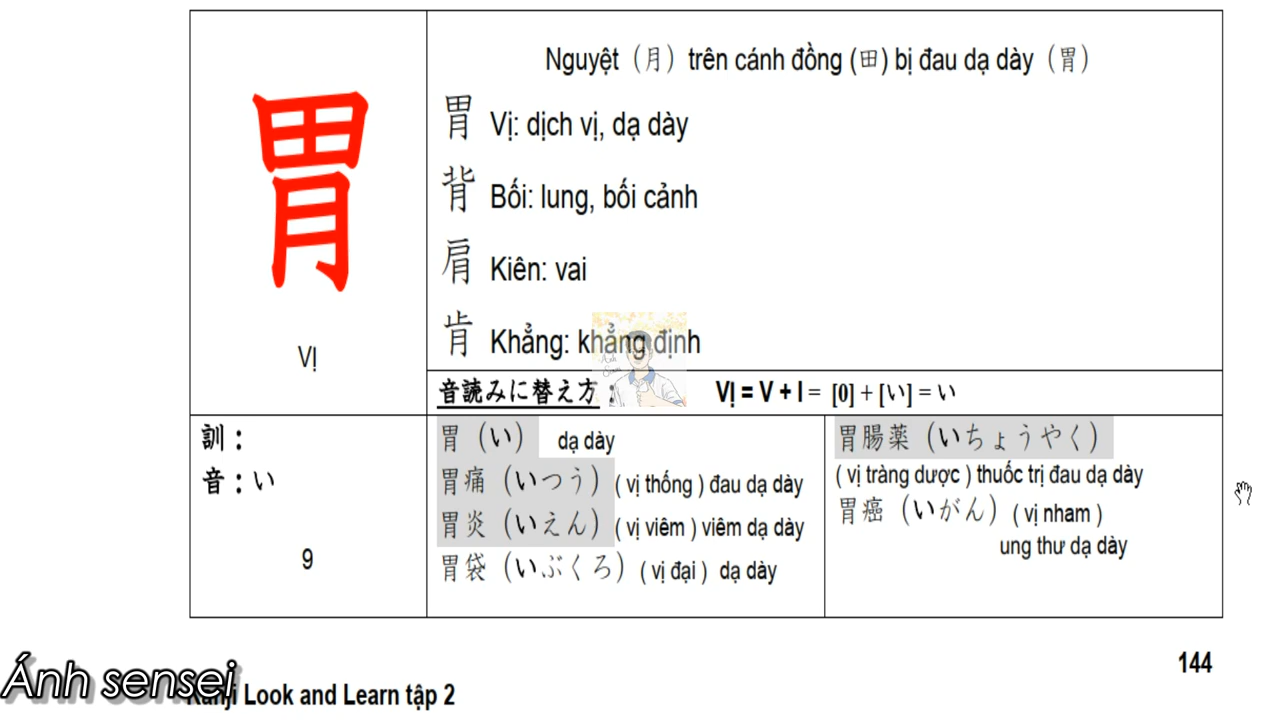 胃
VỊ
Nguyệt（月）trên cánh đồng (田) bị đau dạ dày（胃）
胃 Vị: dịch vị, dạ dày
背 Bối: lung, bối cảnh
肩 Kiên: vai
肯 Khẳng: khẳng định
音読みに替え方： VỊ = V + I = [0] + [い] = い
訓：
音：い
9
胃（い） dạ dày
胃痛（いつう）( vị thống ) đau dạ dày
胃炎（いえん）( vị viêm ) viêm dạ dày
胃袋（いぶくろ）( vị đại ) dạ dày
胃腸薬（いちょうやく）
( vị tràng dược ) thuốc trị đau dạ dày
胃癌（いがん）( vị nham )
ung thư dạ dày
144
Ánh sensei
Kanji Look and Learn tập 2